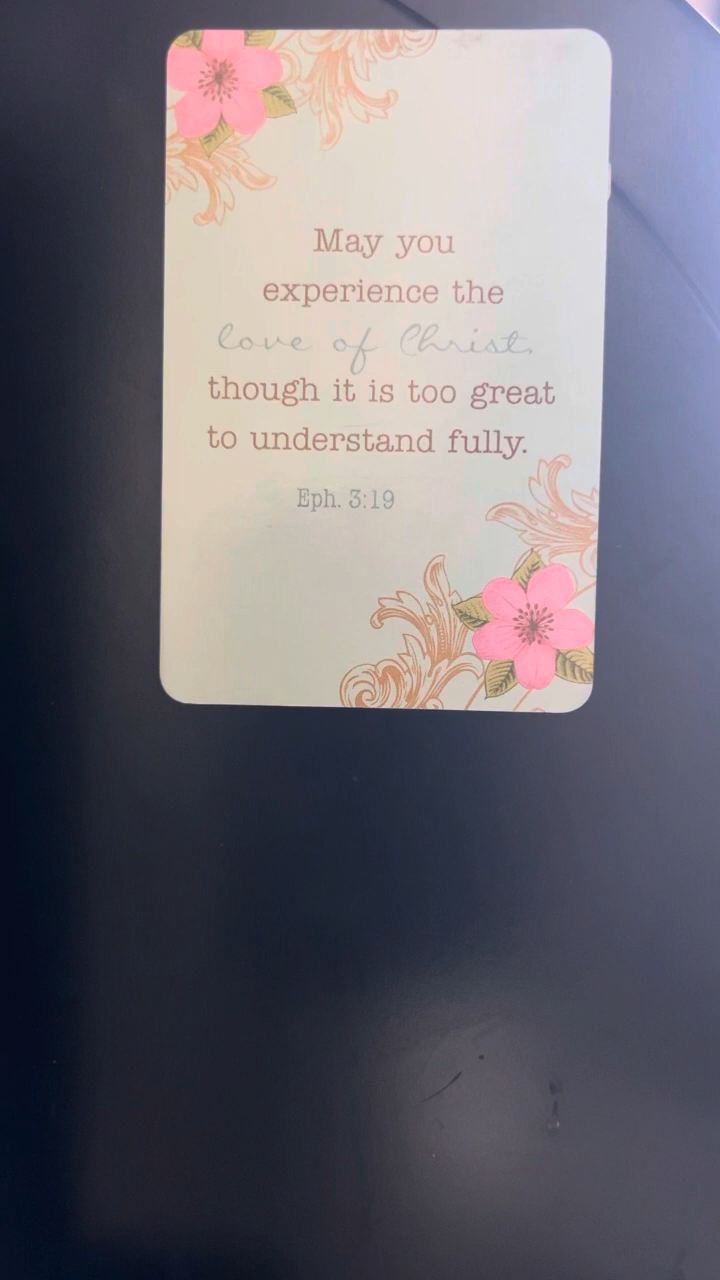 May you
experience the
love of Christ,
though it is too great
to understand fully.
Eph. 3:19